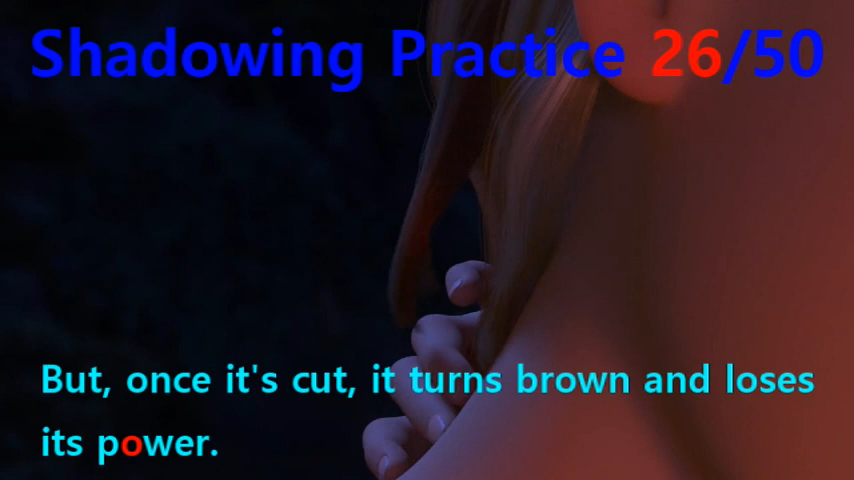 Shadowing Practice 26/50
But, once it's cut, it turns brown and loses
its power.